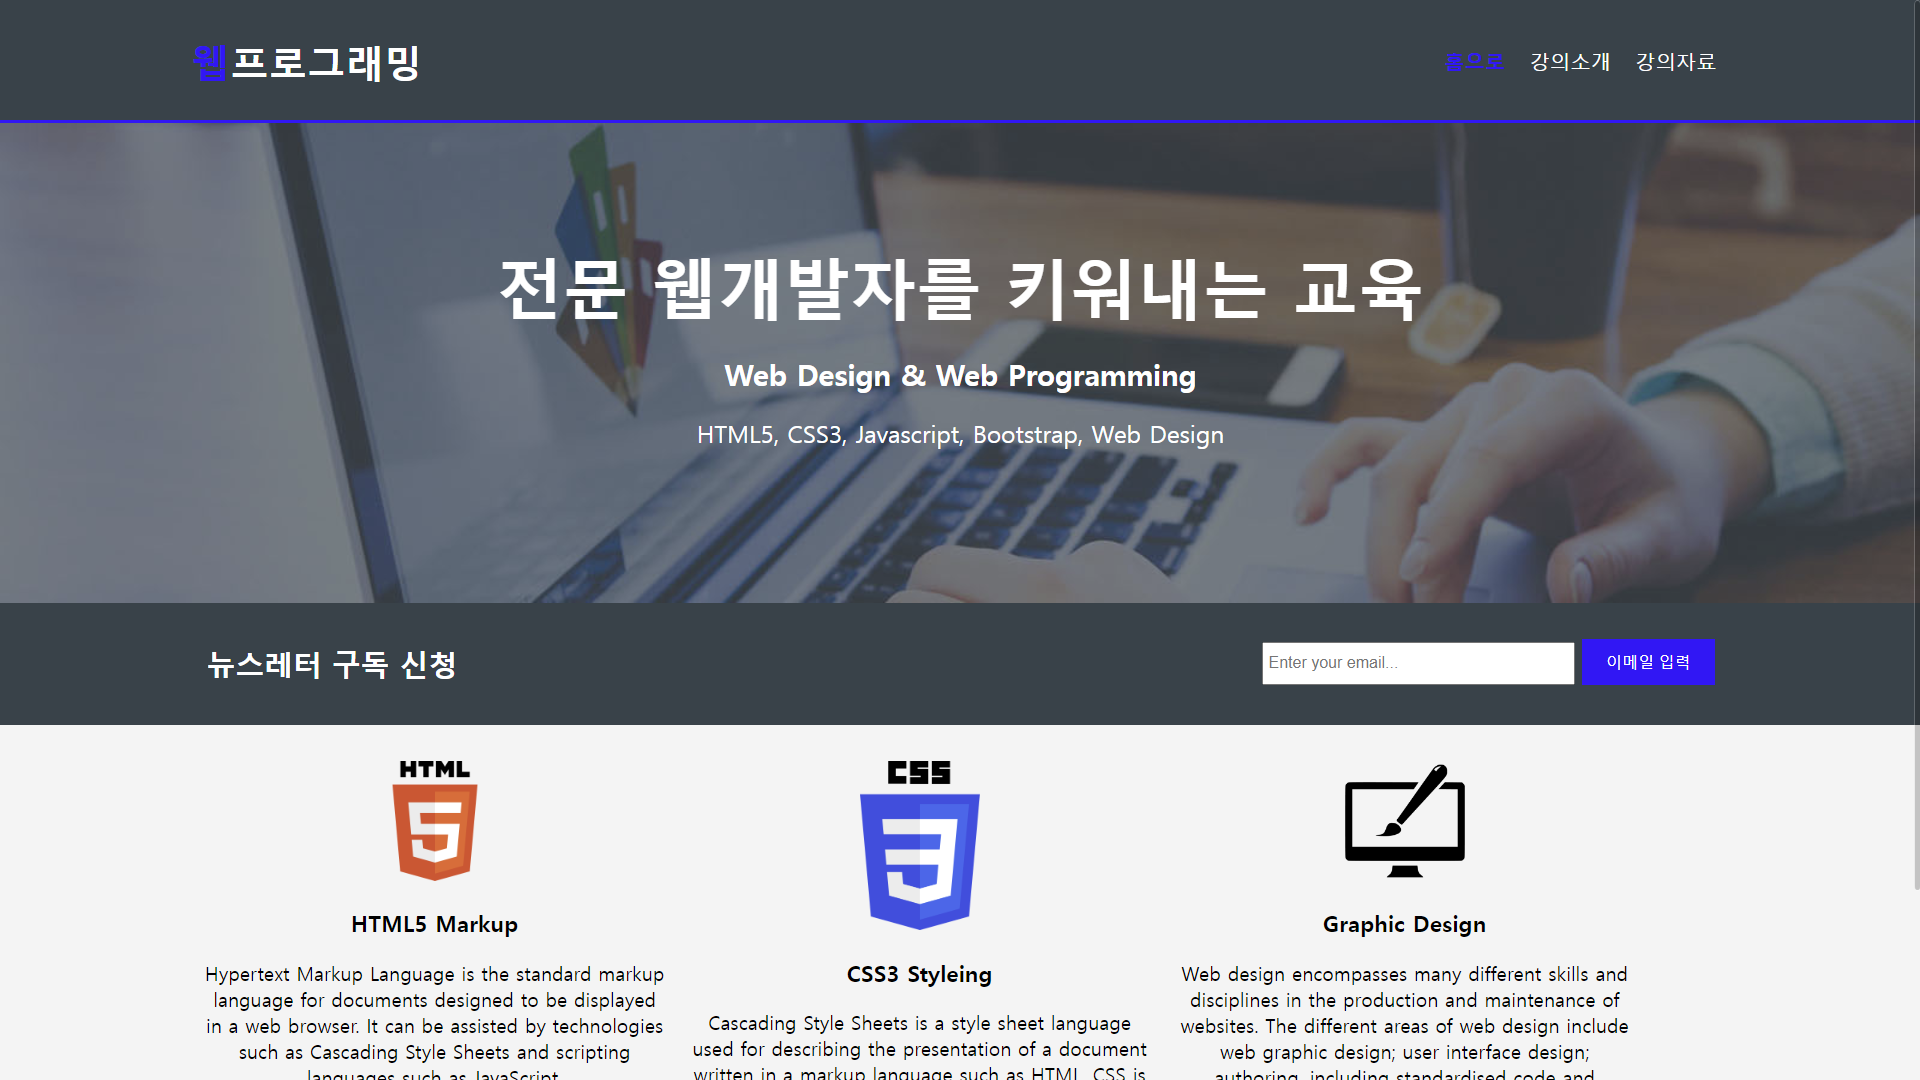 웹프로그래밍
홈으로 강의소개 강의자료
전문 웹개발자를 키워내는 교육
Web Design & Web Programming
HTML5, CSS3, Javascript, Bootstrap, Web Design
뉴스레터 구독 신청
Enter your email...
이메일 입력
HTML
5
HTML5 Markup
Hypertext Markup Language is the standard markup
language for documents designed to be displayed
in a web browser. It can be assisted by technologies
such as Cascading Style Sheets and scripting
languages such as JavaScript.
CSS
3
CSS3 Styleing
Cascading Style Sheets is a style sheet language
used for describing the presentation of a document
written in a markup language such as HTML. CSS is
Graphic Design
Web design encompasses many different skills and
disciplines in the production and maintenance of
websites. The different areas of web design include
web graphic design; user interface design;
authoring, including standardised code and